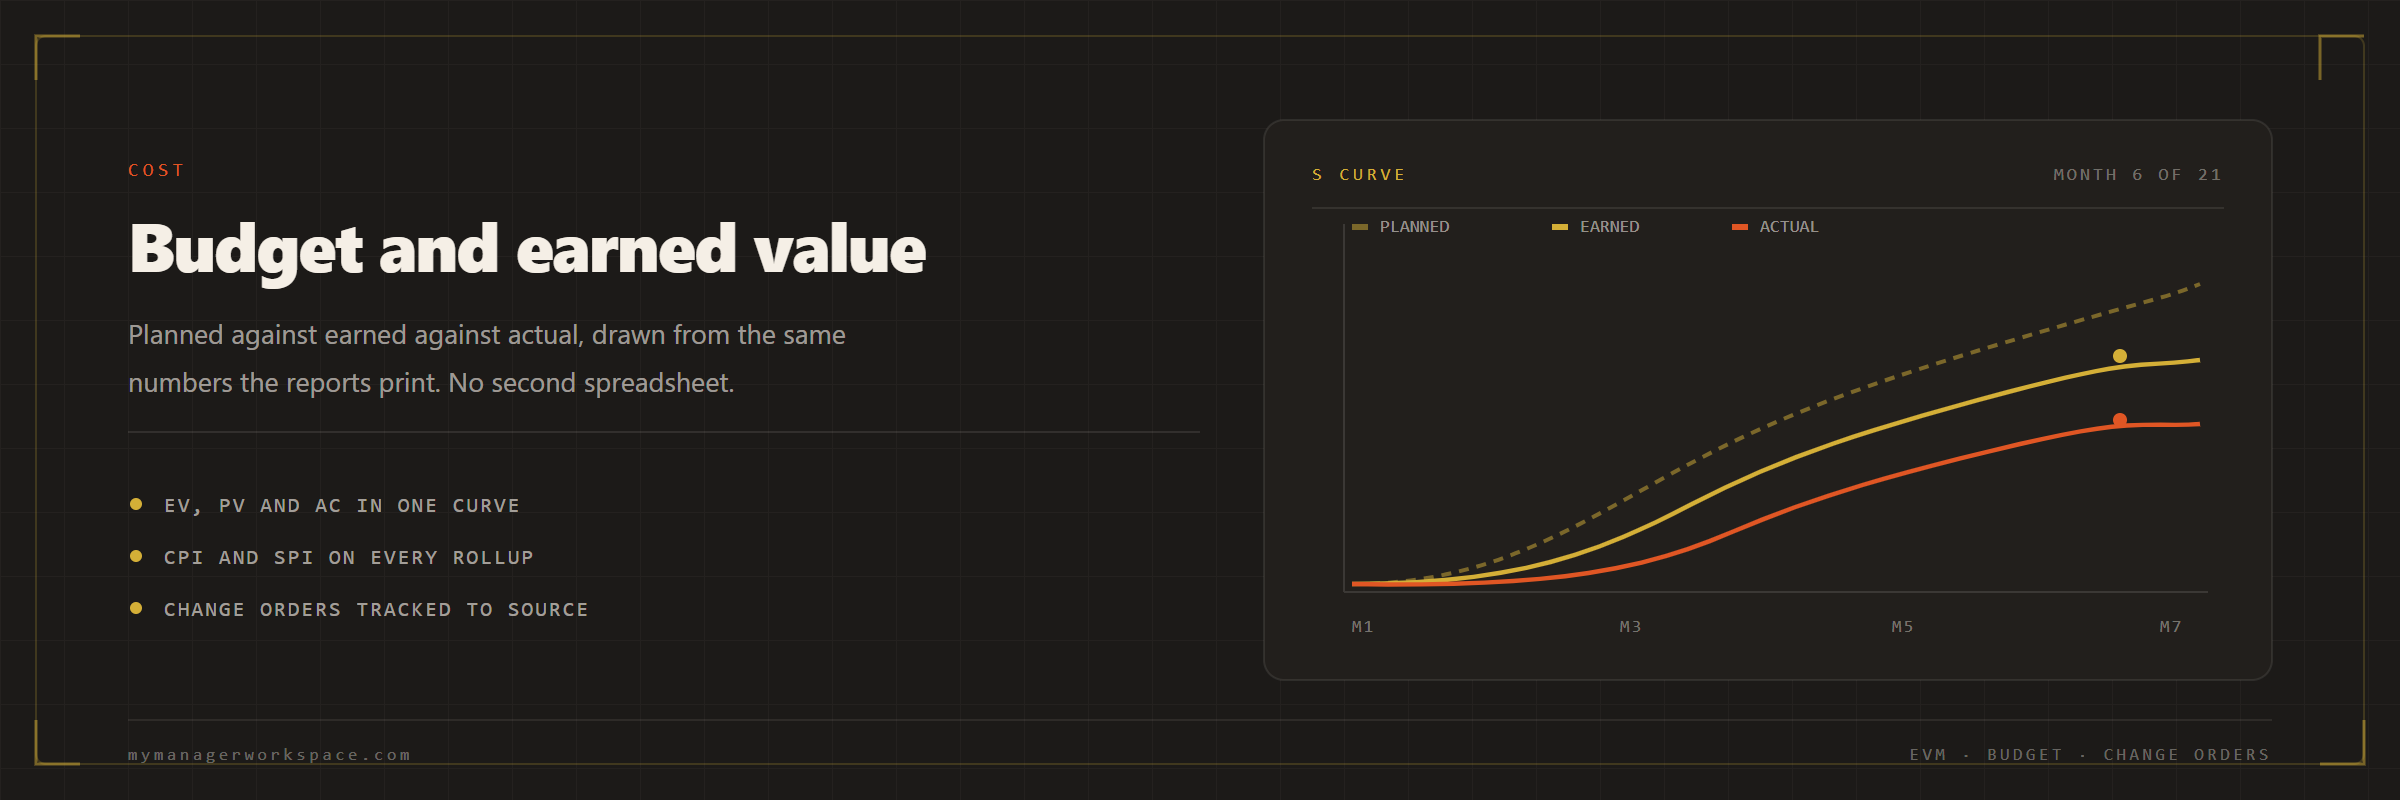 COST
Budget and earned value
Planned against earned against actual, drawn from the same
numbers the reports print. No second spreadsheet.
EV, PV AND AC IN ONE CURVE
CPI AND SPI ON EVERY ROLLUP
CHANGE ORDERS TRACKED TO SOURCE
S CURVE
MONTH 6 OF 21
PLANNED
EARNED
ACTUAL
M1
M3
M5
M7
mymanagerworkspace.com
EVM · BUDGET · CHANGE ORDERS